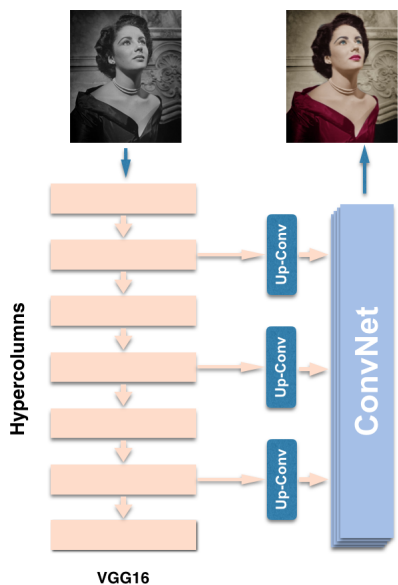 Up-Conv
Up-Conv
Up-Conv
ConvNet
Hypercolumns
VGG16